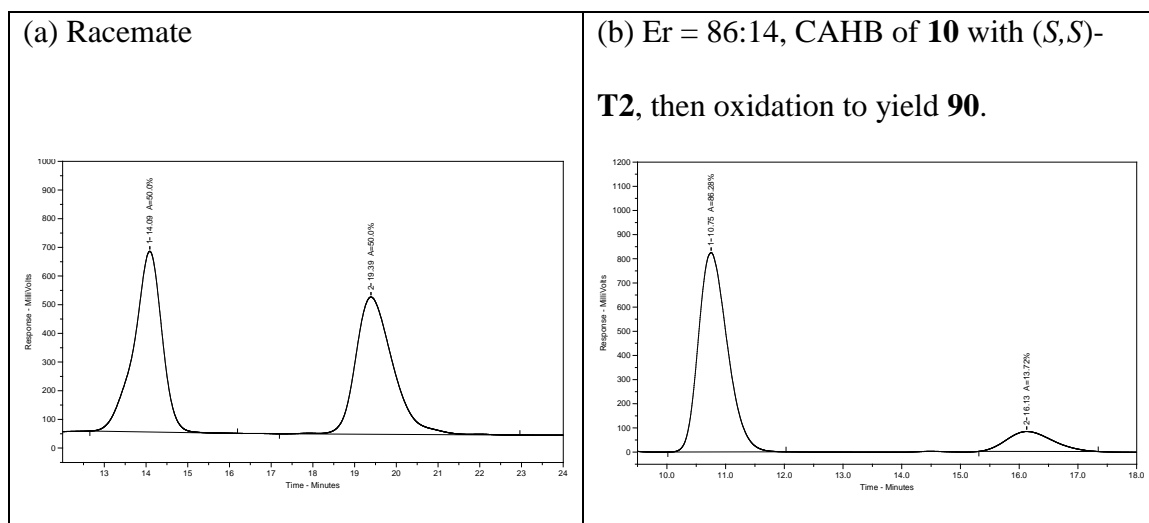 (a) Racemate
1- 14.09 A=50.0%
2- 19.39 A=50.0%
1000
900
800
700
600
500
400
300
200
100
0
Response - MilliVolts
13 14 15 16 17 18 19 20 21 22 23 24
Time - Minutes
(b) Er = 86:14, CAHB of 10 with (S,S)-
T2, then oxidation to yield 90.
1- 10.75 A=86.28%
2- 16.13 A=13.72%
1200
1100
1000
900
800
700
600
500
400
300
200
100
0
Response - MilliVolts
10.0 11.0 12.0 13.0 14.0 15.0 16.0 17.0 18.0
Time - Minutes